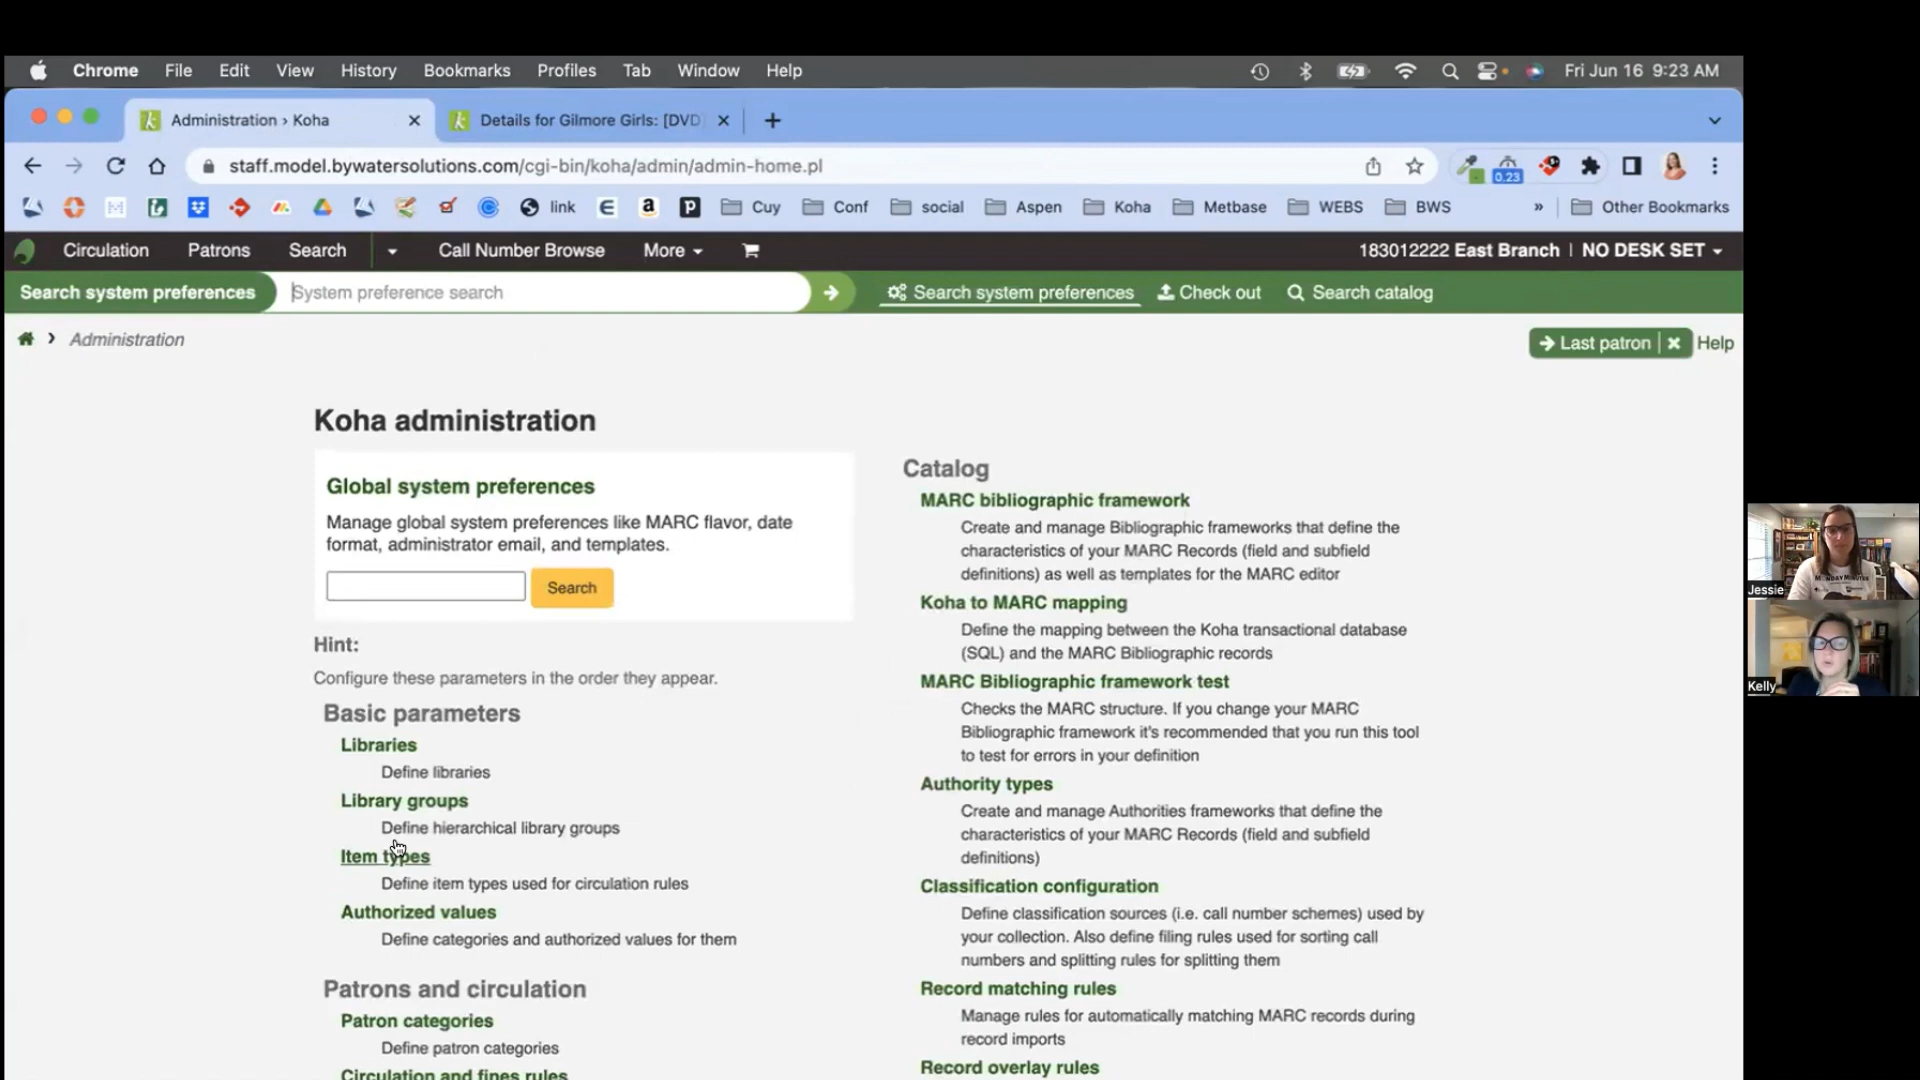 Chrome File Edit View History Bookmarks Profiles Tab Window Help Fri Jun 16 9:23 AM
Administration › Koha Details for Gilmore Girls: [DVD]
staff.model.bywatersolutions.com/cgi-bin/koha/admin/admin-home.pl 0.23
link Cuy Conf social Aspen Koha Metbase WEBS BWS » Other Bookmarks
Circulation Patrons Search Call Number Browse More 183012222 East Branch | NO DESK SET
Search system preferences System preference search Search system preferences Check out Search catalog
Administration Last patron Help
Koha administration
Global system preferences
Manage global system preferences like MARC flavor, date
format, administrator email, and templates.
Search
Hint:
Configure these parameters in the order they appear.
Basic parameters
Libraries
Define libraries
Library groups
Define hierarchical library groups
Item types
Define item types used for circulation rules
Authorized values
Define categories and authorized values for them
Patrons and circulation
Patron categories
Define patron categories
Circulation and fines rules
Catalog
MARC bibliographic framework
Create and manage Bibliographic frameworks that define the
characteristics of your MARC Records (field and subfield
definitions) as well as templates for the MARC editor
Koha to MARC mapping
Define the mapping between the Koha transactional database
(SQL) and the MARC Bibliographic records
MARC Bibliographic framework test
Checks the MARC structure. If you change your MARC
Bibliographic framework it's recommended that you run this tool
to test for errors in your definition
Authority types
Create and manage Authorities frameworks that define the
characteristics of your MARC Records (field and subfield
definitions)
Classification configuration
Define classification sources (i.e. call number schemes) used by
your collection. Also define filing rules used for sorting call
numbers and splitting rules for splitting them
Record matching rules
Manage rules for automatically matching MARC records during
record imports
Record overlay rules
Jessie
Kelly